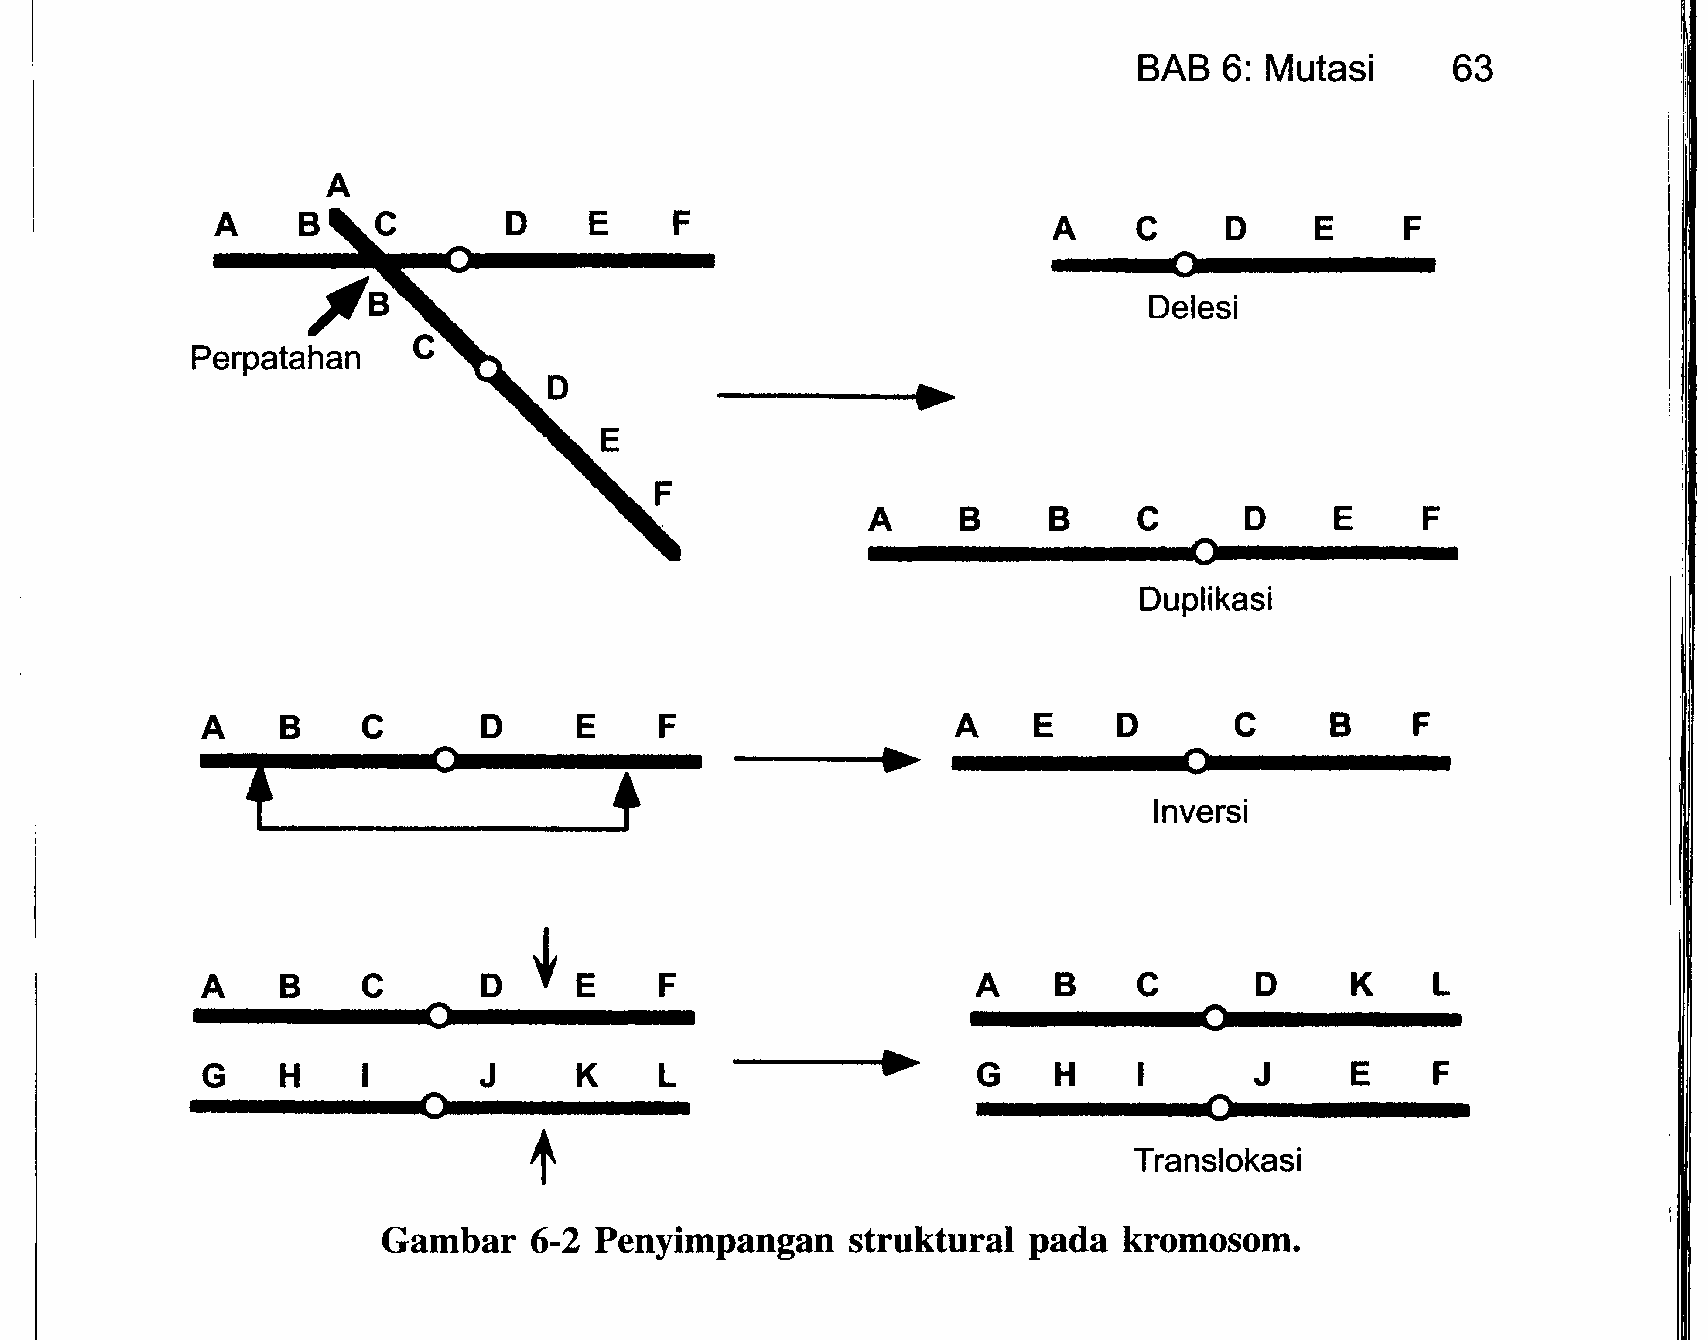 BAB 6: Mutasi 63
A
A B C D E F
B
Perpatahan C
D
E
F
A C D E F
Delesi
A B B C D E F
Duplikasi
A B C D E F
A E D C B F
Inversi
A B C D E F
G H I J K L
A B C D K L
G H I J E F
Translokasi
Gambar 6-2 Penyimpangan struktural pada kromosom.